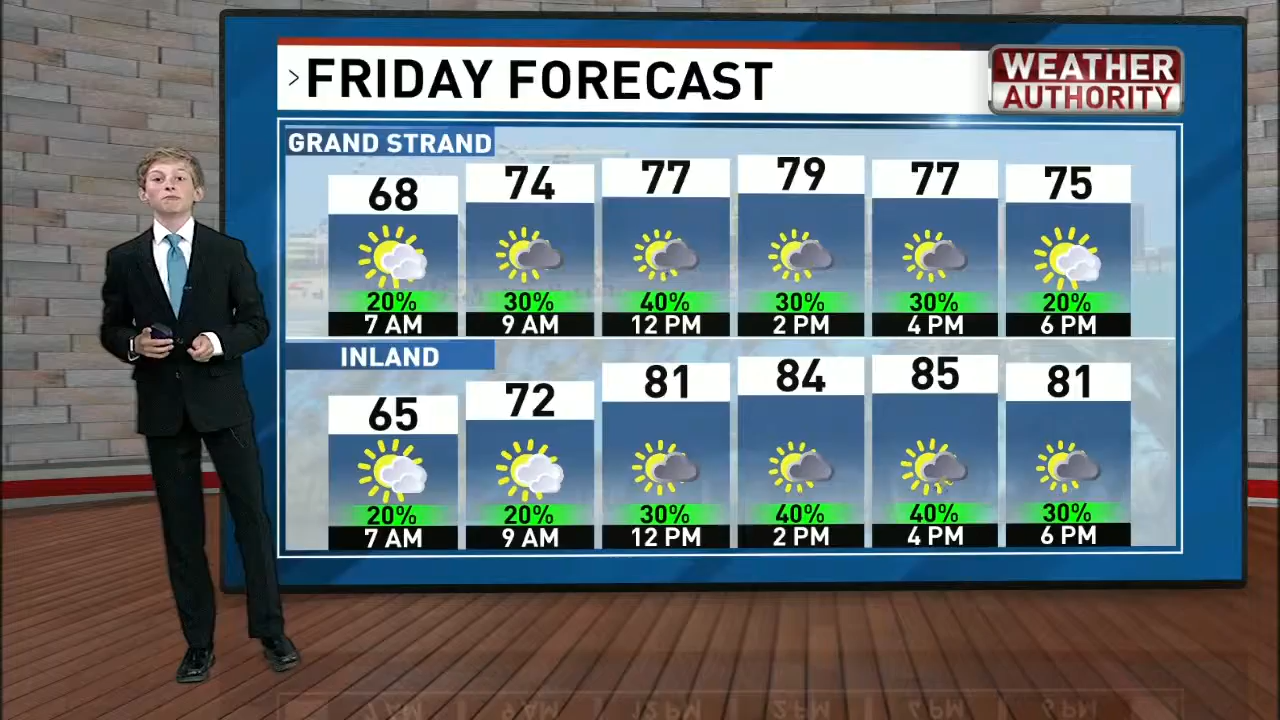 >FRIDAY FORECAST
WEATHER
AUTHORITY
GRAND STRAND
68 74 77 79 77 75
20% 30% 40% 30% 30% 20%
7 AM 9 AM 12 PM 2 PM 4 PM 6 PM
INLAND
65 72 81 84 85 81
20% 20% 30% 40% 40% 30%
7 AM 9 AM 12 PM 2 PM 4 PM 6 PM